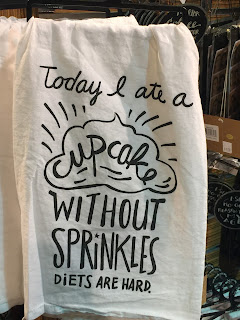 Today I ate a
cupcake
WITHOUT
SPRINKLES
DIETS ARE HARD.